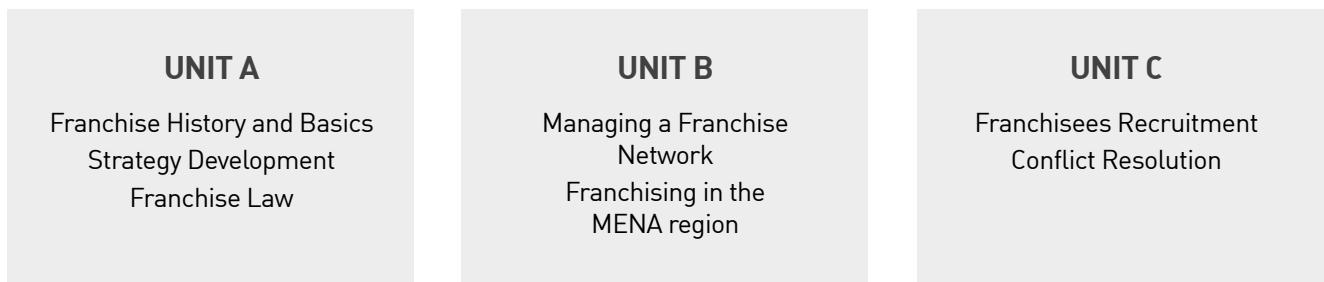 UNIT A
Franchise History and Basics
Strategy Development
Franchise Law
UNIT B
Managing a Franchise
Network
Franchising in the
MENA region
UNIT C
Franchisees Recruitment
Conflict Resolution